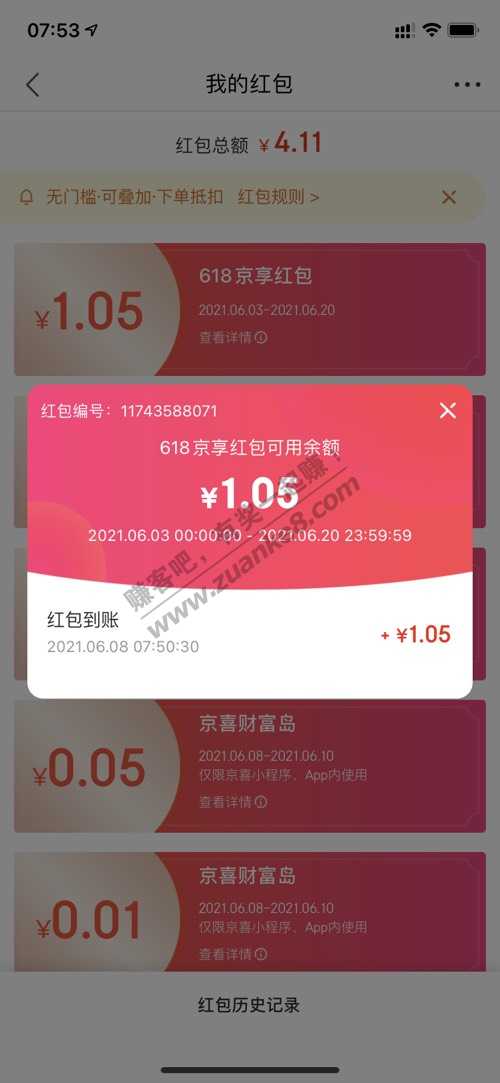 07:53
我的红包
红包总额 ¥ 4.11
无门槛·可叠加·下单抵扣 红包规则 >
¥1.05
618京享红包
2021.06.03-2021.06.20
查看详情
红包编号：11743588071
618京享红包可用余额
¥1.05
2021.06.03 00:00:00 - 2021.06.20 23:59:59
红包到账
2021.06.08 07:50:30
+ ¥1.05
赚客吧，有奖一起赚！
www.zuanke8.com
¥0.05
京喜财富岛
2021.06.08-2021.06.10
仅限京喜小程序、App内使用
查看详情
¥0.01
京喜财富岛
2021.06.08-2021.06.10
仅限京喜小程序、App内使用
查看详情
红包历史记录